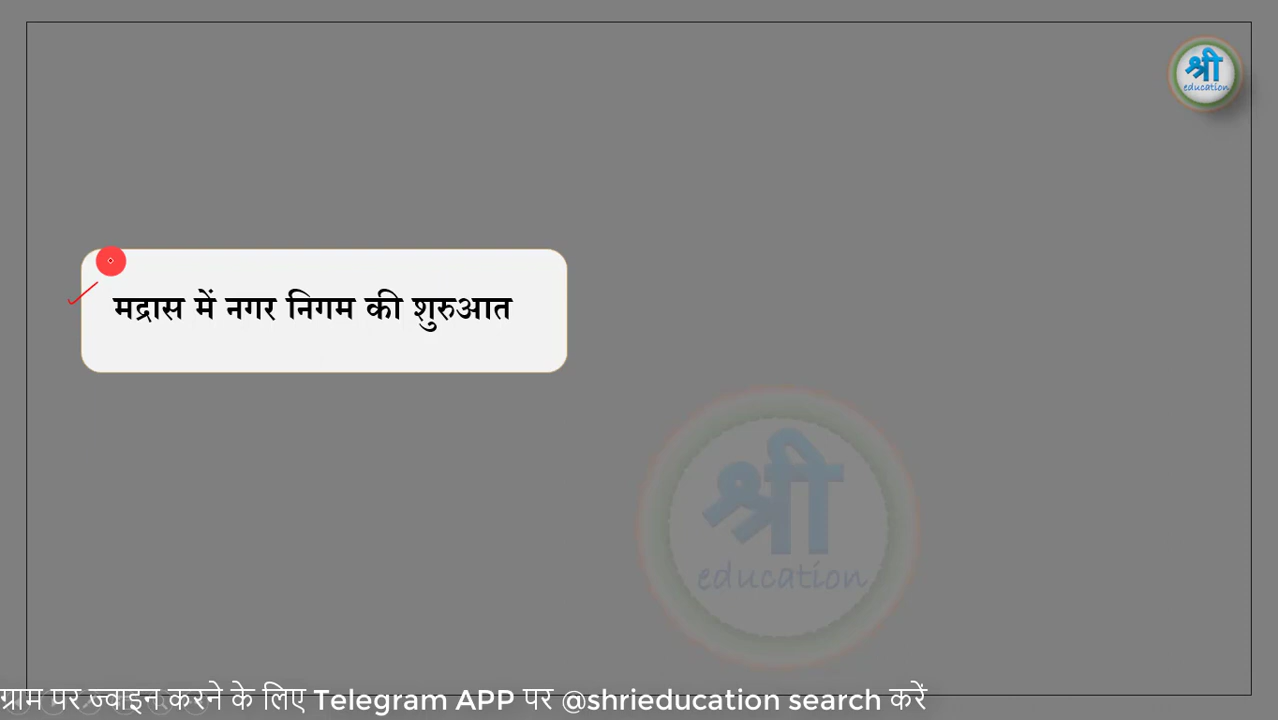 श्री
education
मद्रास में नगर निगम की शुरुआत
श्री
education
ग्राम पर ज्वाइन करने के लिए Telegram APP पर @shrieducation search करें